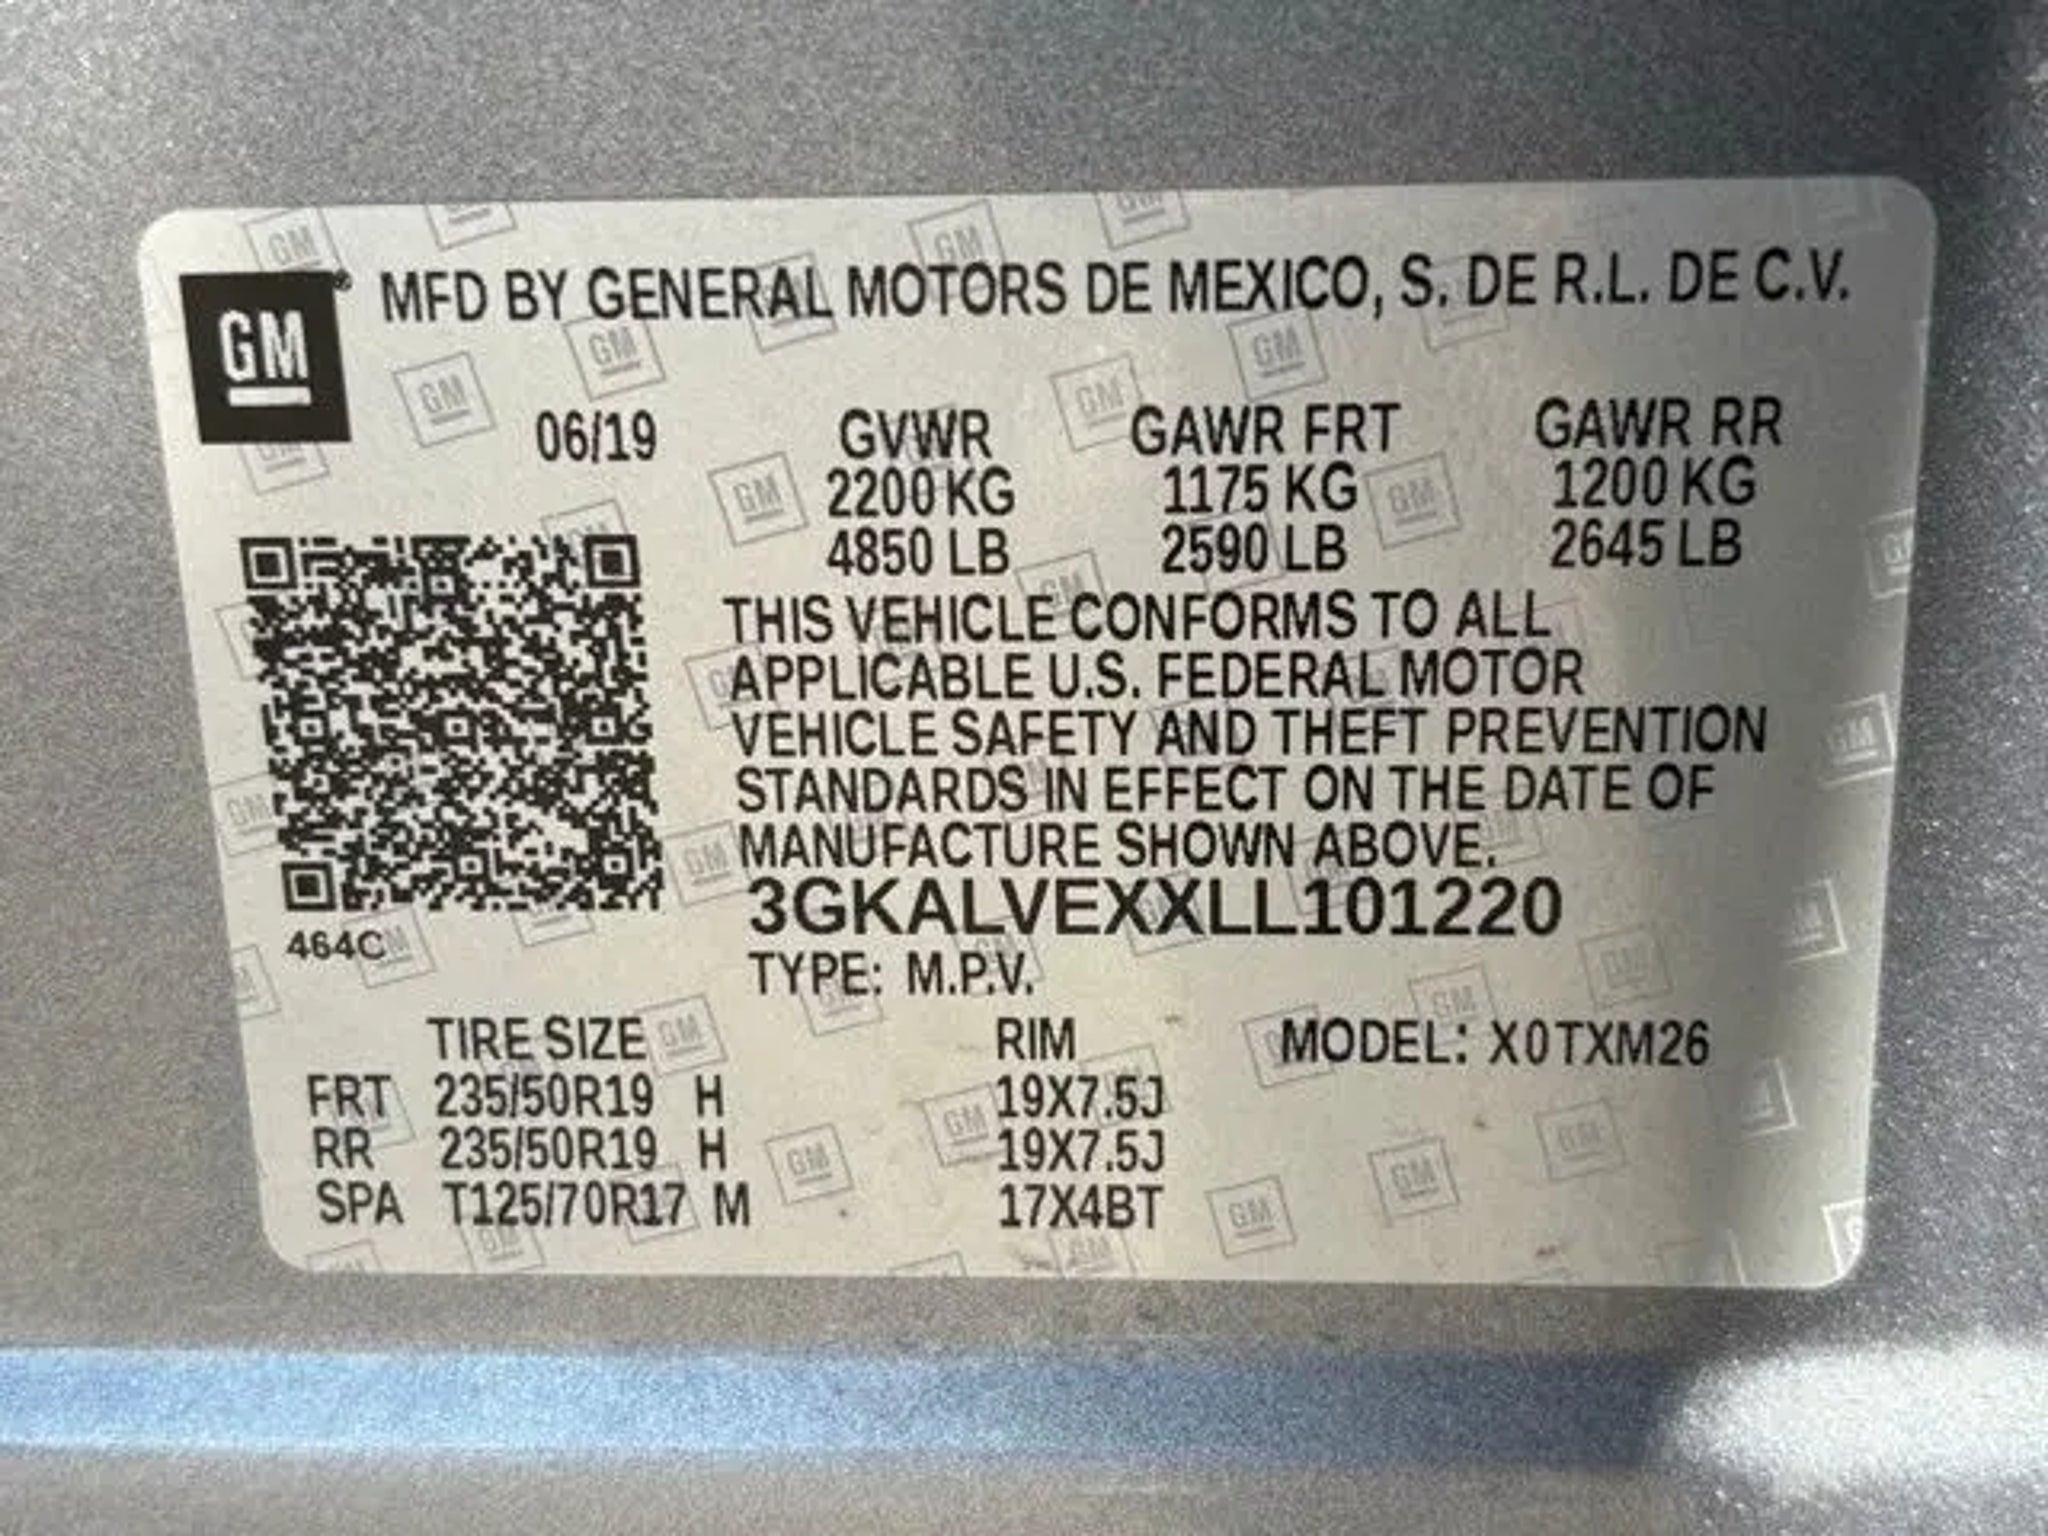 GM® MFD BY GENERAL MOTORS DE MEXICO, S. DE R.L. DE C.V.
06/19 GVWR GAWR FRT GAWR RR
2200 KG 1175 KG 1200 KG
4850 LB 2590 LB 2645 LB
THIS VEHICLE CONFORMS TO ALL
APPLICABLE U.S. FEDERAL MOTOR
VEHICLE SAFETY AND THEFT PREVENTION
STANDARDS IN EFFECT ON THE DATE OF
MANUFACTURE SHOWN ABOVE.
3GKALVEXXLL101220
464C
TYPE: M.P.V.
TIRE SIZE RIM MODEL: X0TXM26
FRT 235/50R19 H 19X7.5J
RR 235/50R19 H 19X7.5J
SPA T125/70R17 M 17X4BT